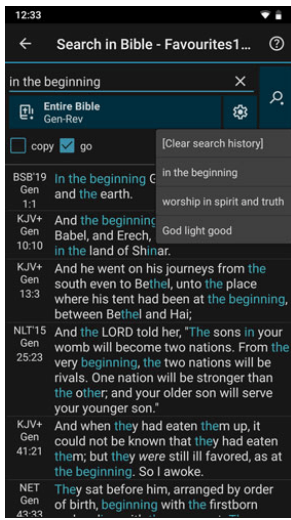 12:33
Search in Bible - Favourites1...
in the beginning
Entire Bible
Gen-Rev
copy go
[Clear search history]
in the beginning
worship in spirit and truth
God light good
BSB'19 Gen 1:1
In the beginning G
and the earth.
KJV+ Gen 10:10
And the beginning
Babel, and Erech,
in the land of Shinar.
KJV+ Gen 13:3
And he went on his journeys from the
south even to Bethel, unto the place
where his tent had been at the beginning,
between Bethel and Hai;
NLT'15 Gen 25:23
And the LORD told her, "The sons in your
womb will become two nations. From the
very beginning, the two nations will be
rivals. One nation will be stronger than
the other; and your older son will serve
your younger son."
KJV+ Gen 41:21
And when they had eaten them up, it
could not be known that they had eaten
them; but they were still ill favored, as at
the beginning. So I awoke.
NET Gen 43:33
They sat before him, arranged by order
of birth, beginning with the firstborn